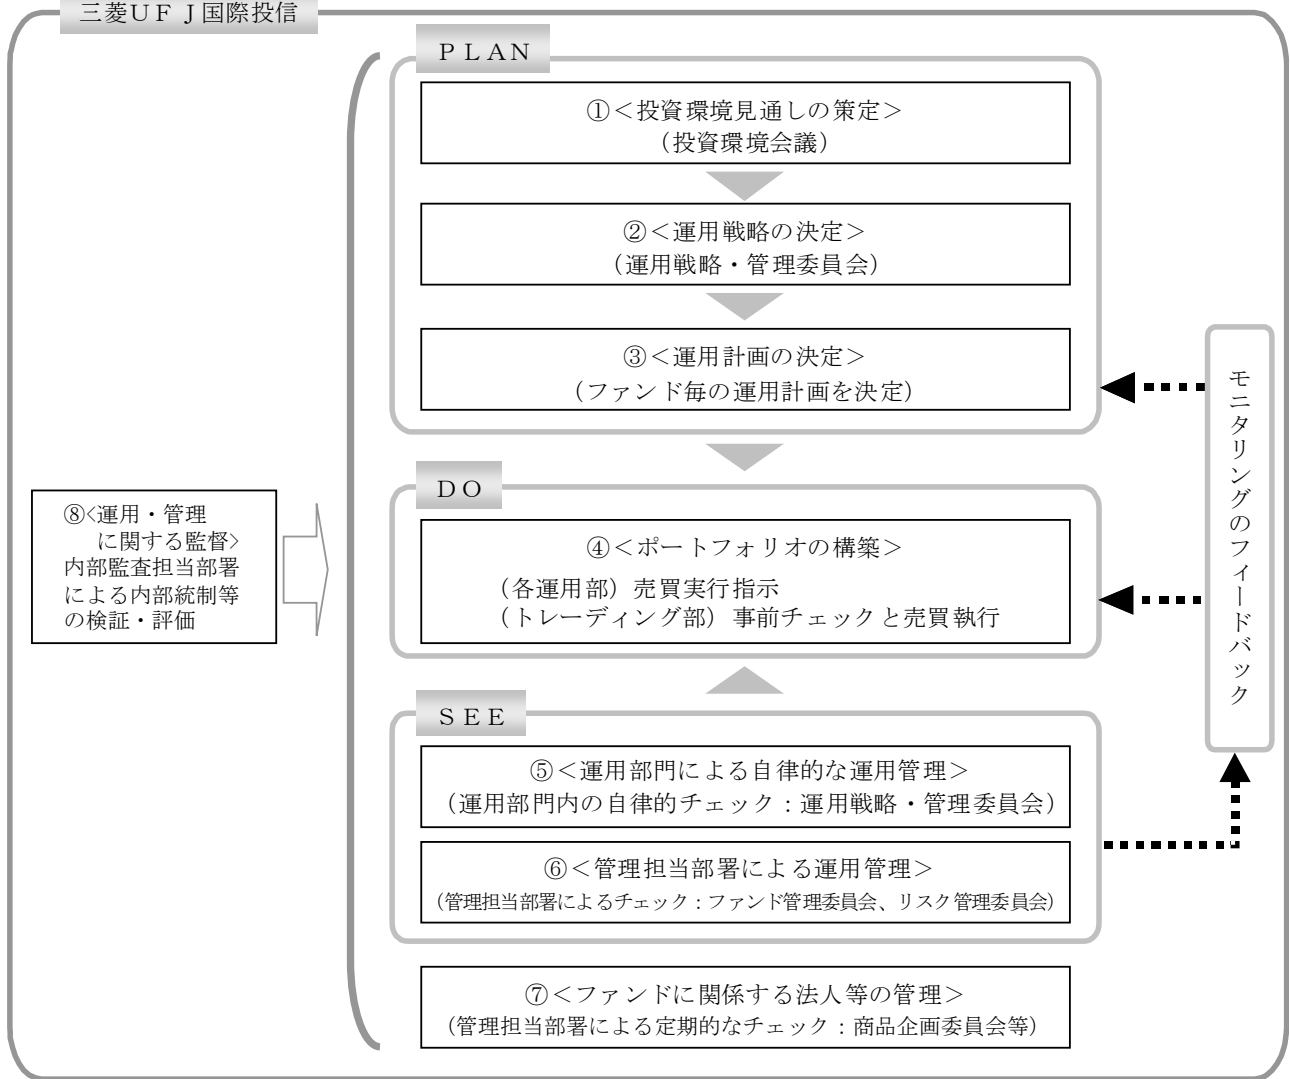 三菱ＵＦＪ国際投信
ＰＬＡＮ
①＜投資環境見通しの策定＞
（投資環境会議）
②＜運用戦略の決定＞
（運用戦略・管理委員会）
③＜運用計画の決定＞
（ファンド毎の運用計画を決定）
ＤＯ
④＜ポートフォリオの構築＞
（各運用部）売買実行指示
（トレーディング部）事前チェックと売買執行
ＳＥＥ
⑤＜運用部門による自律的な運用管理＞
（運用部門内の自律的チェック：運用戦略・管理委員会）
⑥＜管理担当部署による運用管理＞
（管理担当部署によるチェック：ファンド管理委員会、リスク管理委員会）
⑦＜ファンドに関係する法人等の管理＞
（管理担当部署による定期的なチェック：商品企画委員会等）
⑧<運用・管理
に関する監督>
内部監査担当部署
による内部統制等
の検証・評価
モニタリングのフィードバック